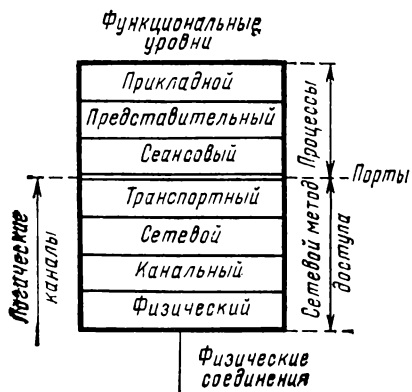 Функциональные
уровни
Прикладной
Представительный
Сеансовый
Транспортный
Сетевой
Канальный
Физический
Логические
каналы
Процессы
Порты
Сетевой метод
доступа
Физические
соединения